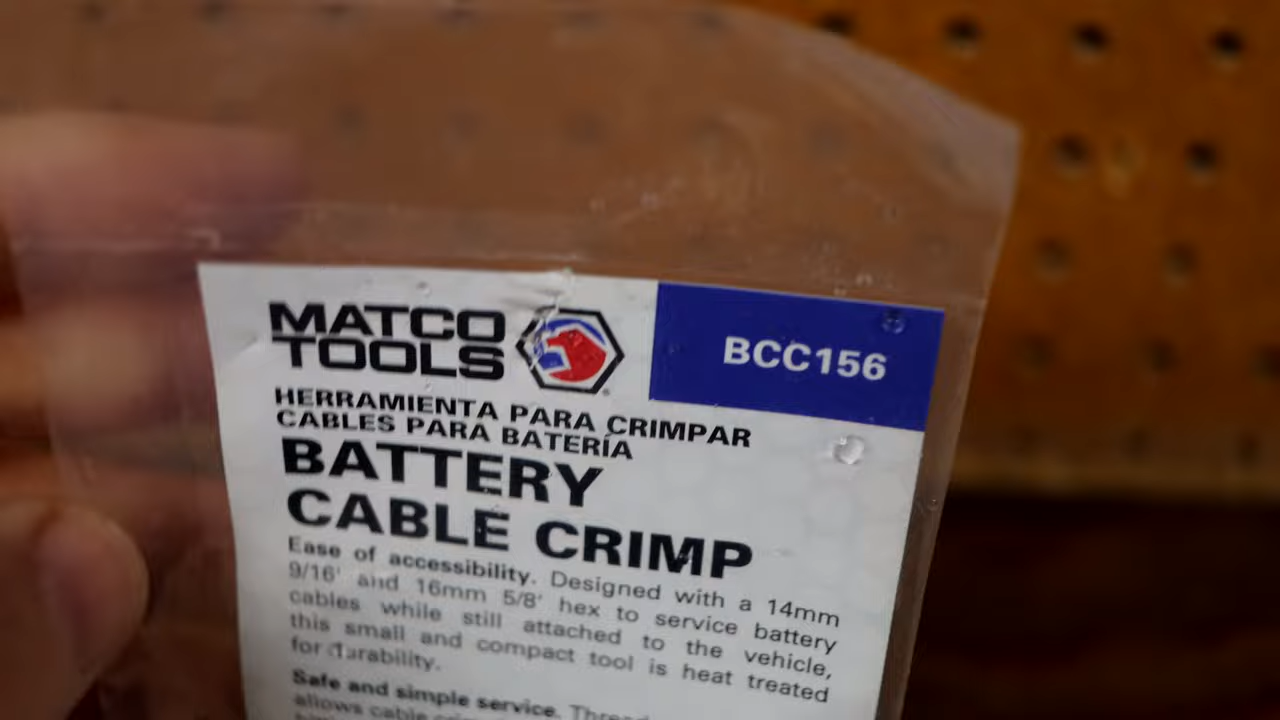 MATCO
TOOLS
BCC156
HERRAMIENTA PARA CRIMPAR
CABLES PARA BATERÍA
BATTERY
CABLE CRIMP
Ease of accessibility. Designed with a 14mm
9/16' and 16mm 5/8' hex to service battery
cables while still attached to the vehicle,
this small and compact tool is heat treated
for durability.
Safe and simple service.
allows cable